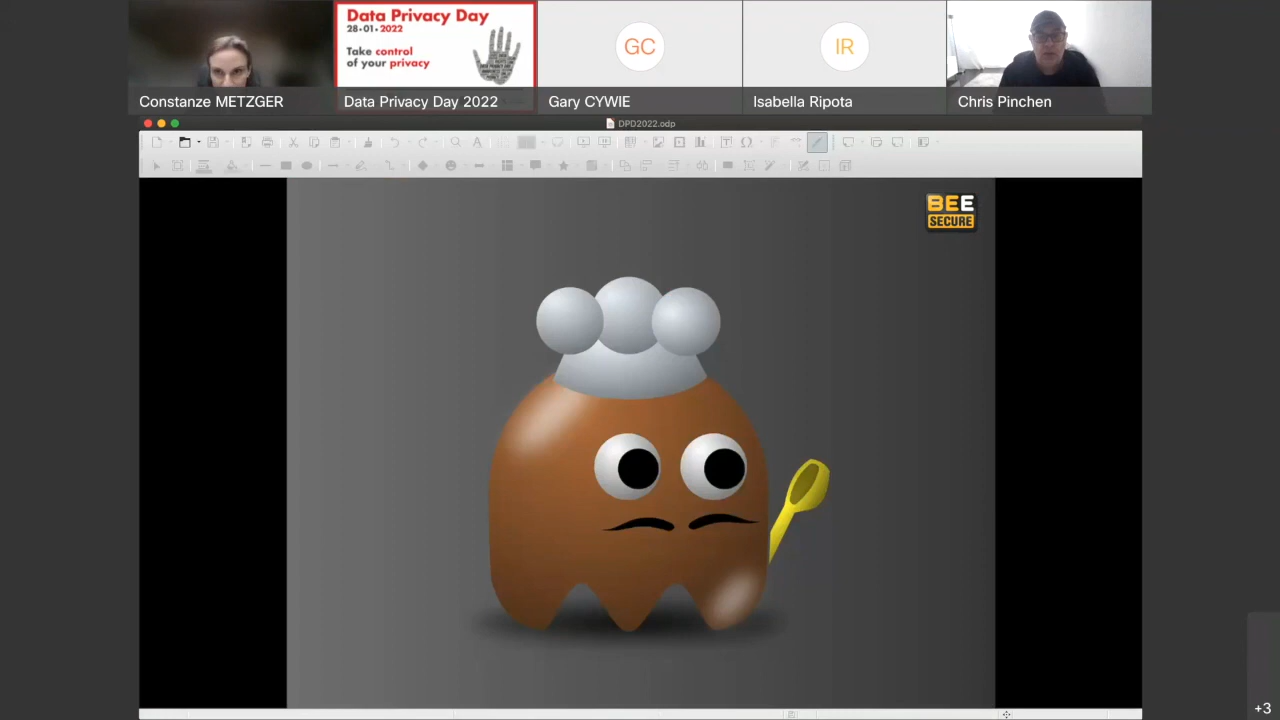 Data Privacy Day
28·01·2022
Take control
of your privacy
GC
IR
Constanze METZGER
Data Privacy Day 2022
Gary CYWIE
Isabella Ripota
Chris Pinchen
DPD2022.odp
BEE
SECURE
+3